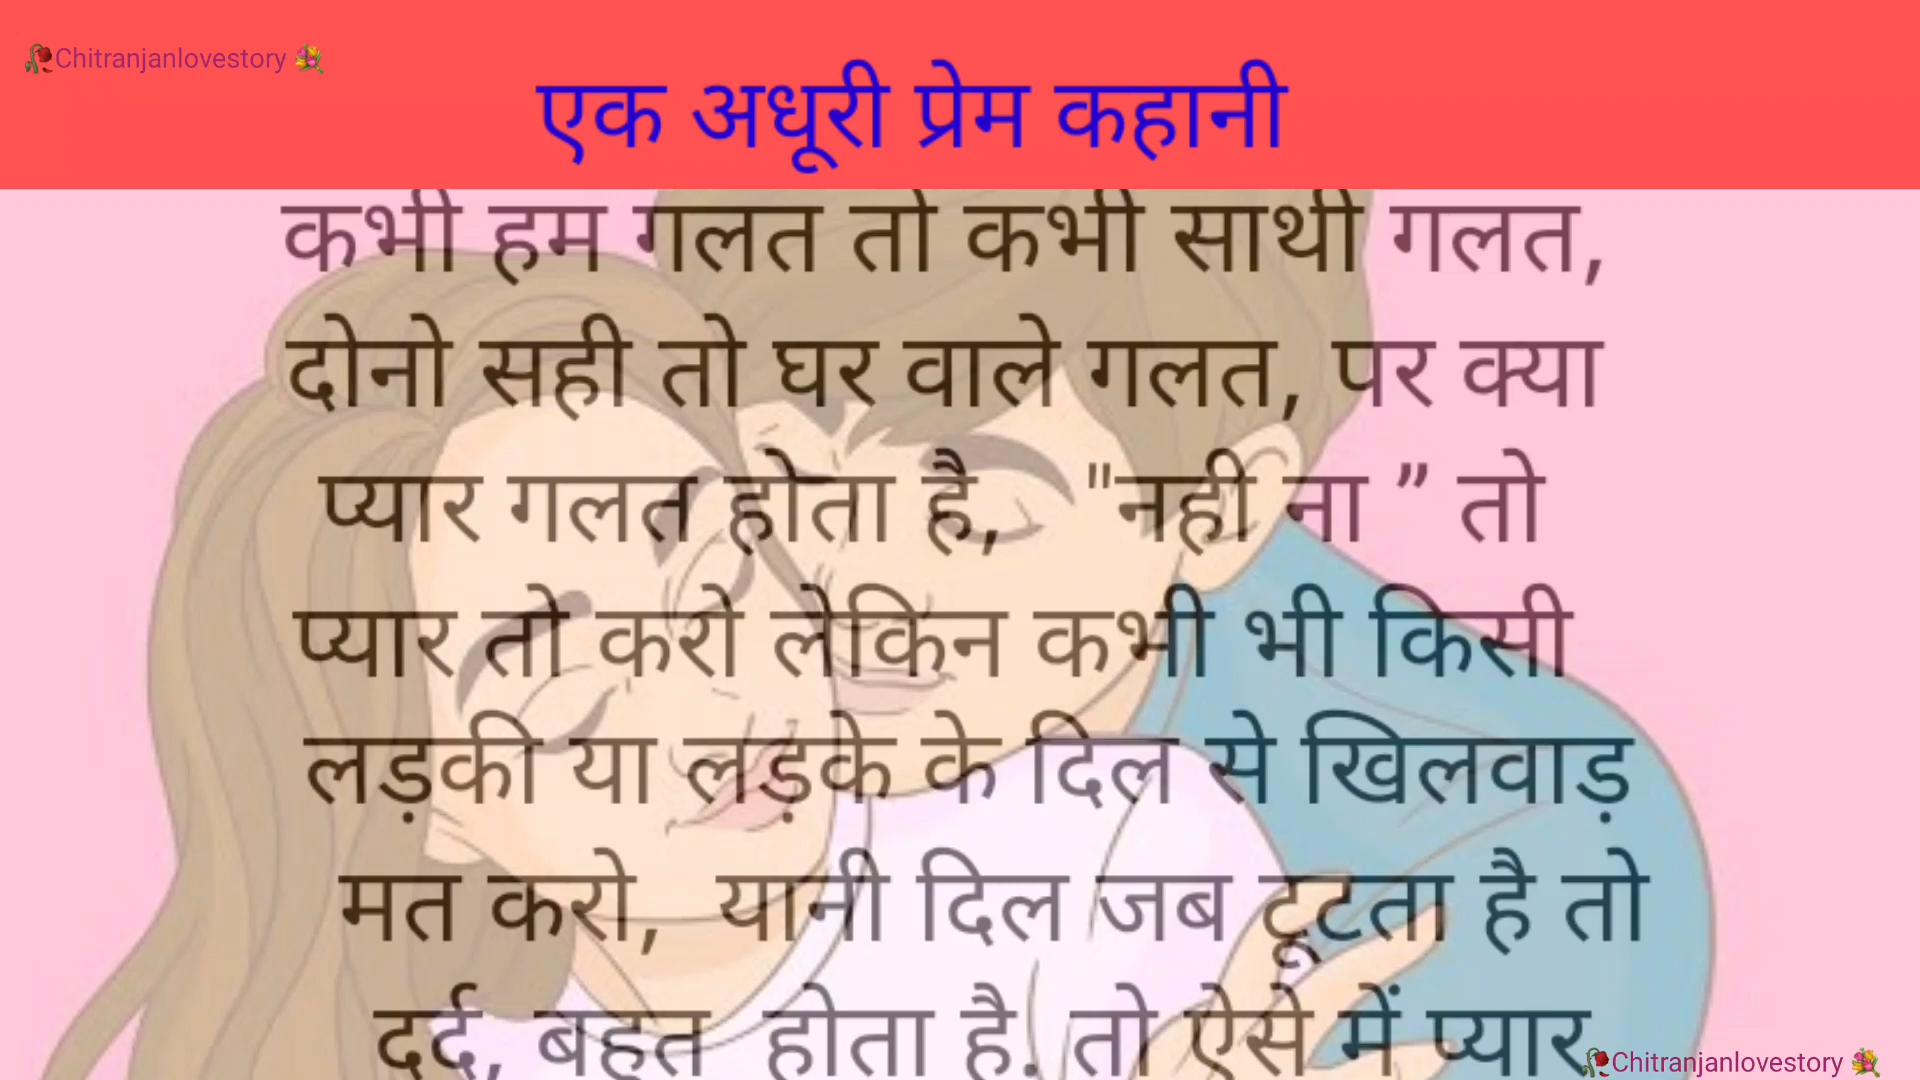 🥀Chitranjanlovestory 💐
एक अधूरी प्रेम कहानी
कभी हम गलत तो कभी साथी गलत,
दोनो सही तो घर वाले गलत, पर क्या
प्यार गलत होता है, "नही ना ” तो
प्यार तो करो लेकिन कभी भी किसी
लड़की या लड़के के दिल से खिलवाड़
मत करो, यानी दिल जब टूटता है तो
दर्द, बहुत होता है. तो ऐसे में प्यार
🥀Chitranjanlovestory 💐